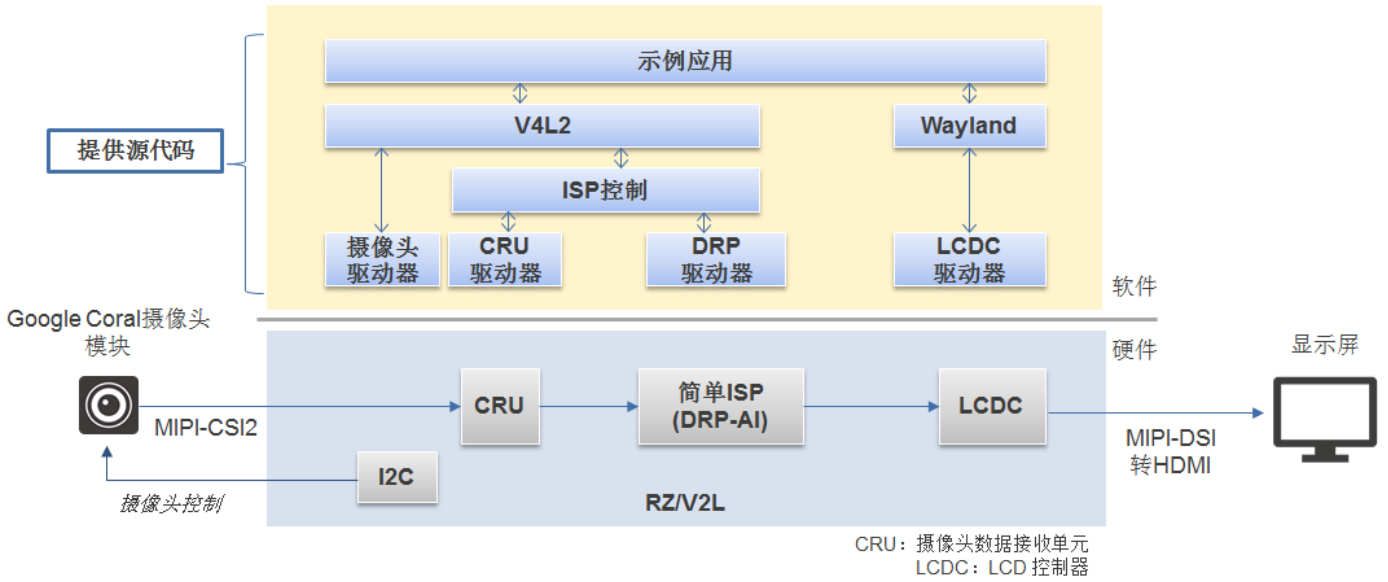 示例应用
V4L2
Wayland
提供源代码
ISP控制
摄像头
驱动器
CRU
驱动器
DRP
驱动器
LCDC
驱动器
软件
Google Coral摄像头
模块
硬件
显示屏
CRU
简单ISP
(DRP-AI)
LCDC
MIPI-CSI2
MIPI-DSI
转HDMI
I2C
摄像头控制
RZ/V2L
CRU：摄像头数据接收单元
LCDC：LCD 控制器